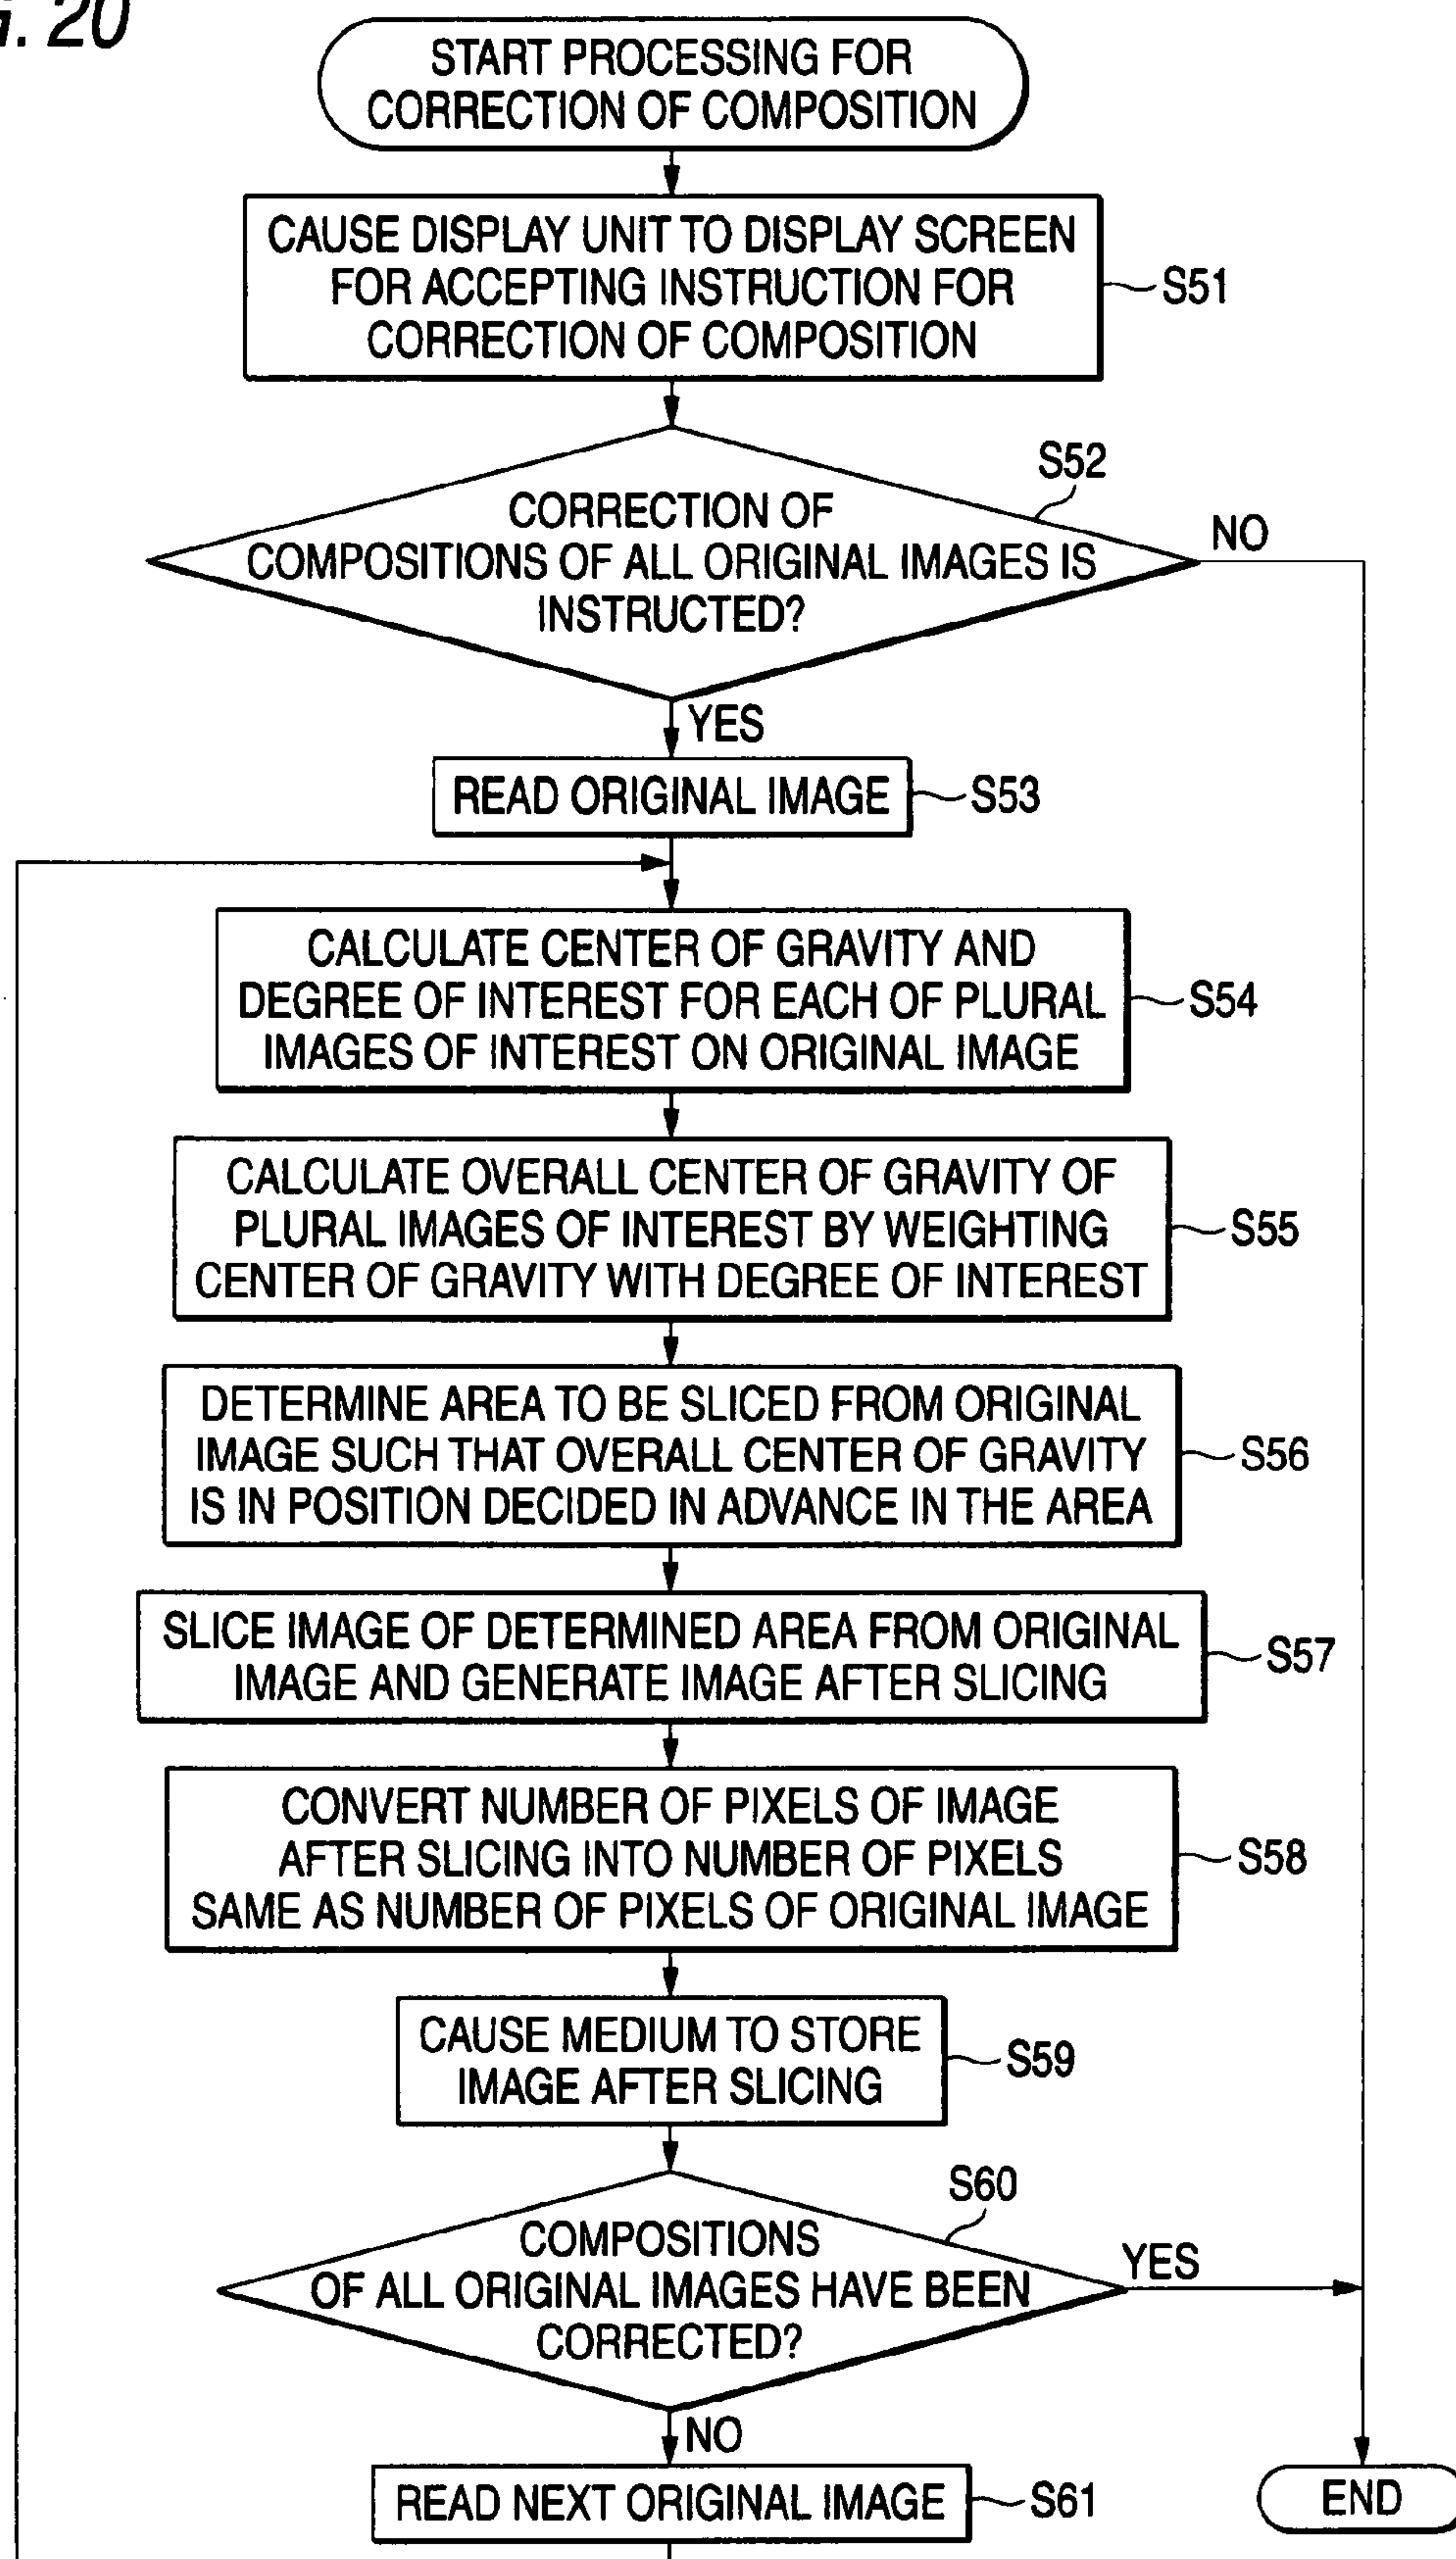 G. 20
START PROCESSING FOR
CORRECTION OF COMPOSITION
CAUSE DISPLAY UNIT TO DISPLAY SCREEN
FOR ACCEPTING INSTRUCTION FOR
CORRECTION OF COMPOSITION
S51
S52
CORRECTION OF
COMPOSITIONS OF ALL ORIGINAL IMAGES IS
INSTRUCTED?
NO
YES
READ ORIGINAL IMAGE
S53
CALCULATE CENTER OF GRAVITY AND
DEGREE OF INTEREST FOR EACH OF PLURAL
IMAGES OF INTEREST ON ORIGINAL IMAGE
S54
CALCULATE OVERALL CENTER OF GRAVITY OF
PLURAL IMAGES OF INTEREST BY WEIGHTING
CENTER OF GRAVITY WITH DEGREE OF INTEREST
S55
DETERMINE AREA TO BE SLICED FROM ORIGINAL
IMAGE SUCH THAT OVERALL CENTER OF GRAVITY
IS IN POSITION DECIDED IN ADVANCE IN THE AREA
S56
SLICE IMAGE OF DETERMINED AREA FROM ORIGINAL
IMAGE AND GENERATE IMAGE AFTER SLICING
S57
CONVERT NUMBER OF PIXELS OF IMAGE
AFTER SLICING INTO NUMBER OF PIXELS
SAME AS NUMBER OF PIXELS OF ORIGINAL IMAGE
S58
CAUSE MEDIUM TO STORE
IMAGE AFTER SLICING
S59
S60
COMPOSITIONS
OF ALL ORIGINAL IMAGES HAVE BEEN
CORRECTED?
YES
NO
READ NEXT ORIGINAL IMAGE
S61
END